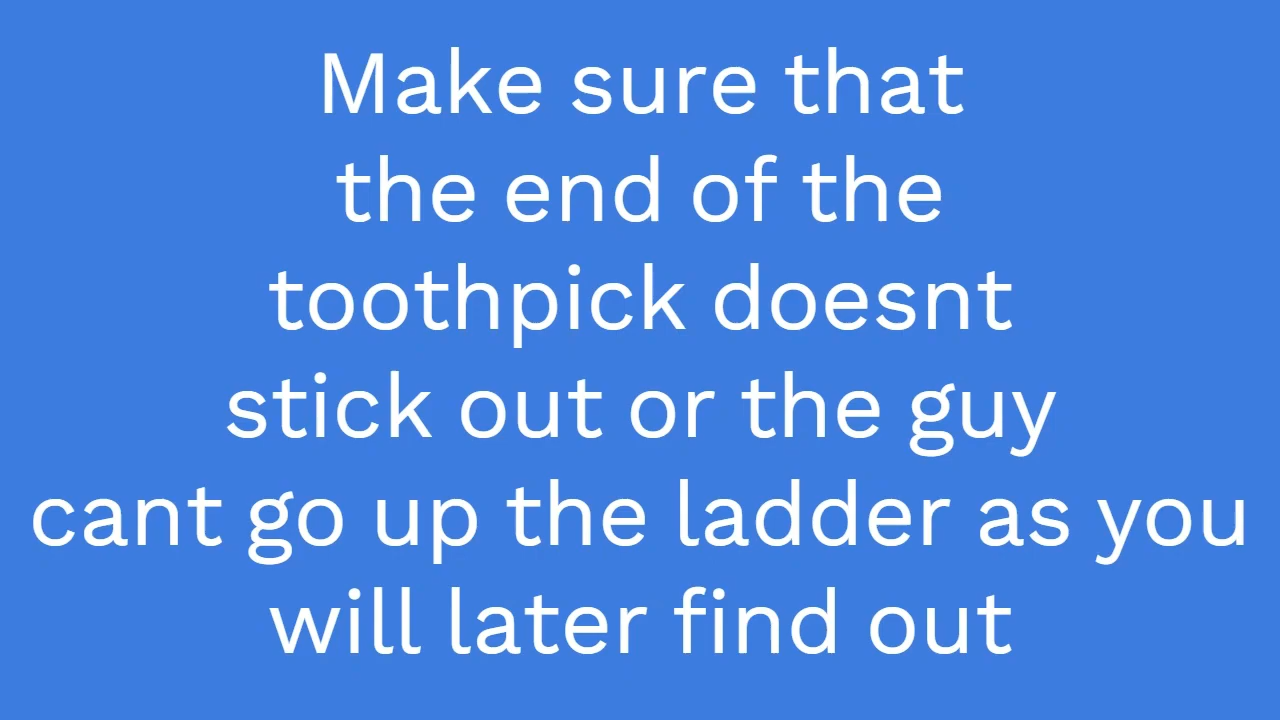 Make sure that
the end of the
toothpick doesnt
stick out or the guy
cant go up the ladder as you
will later find out